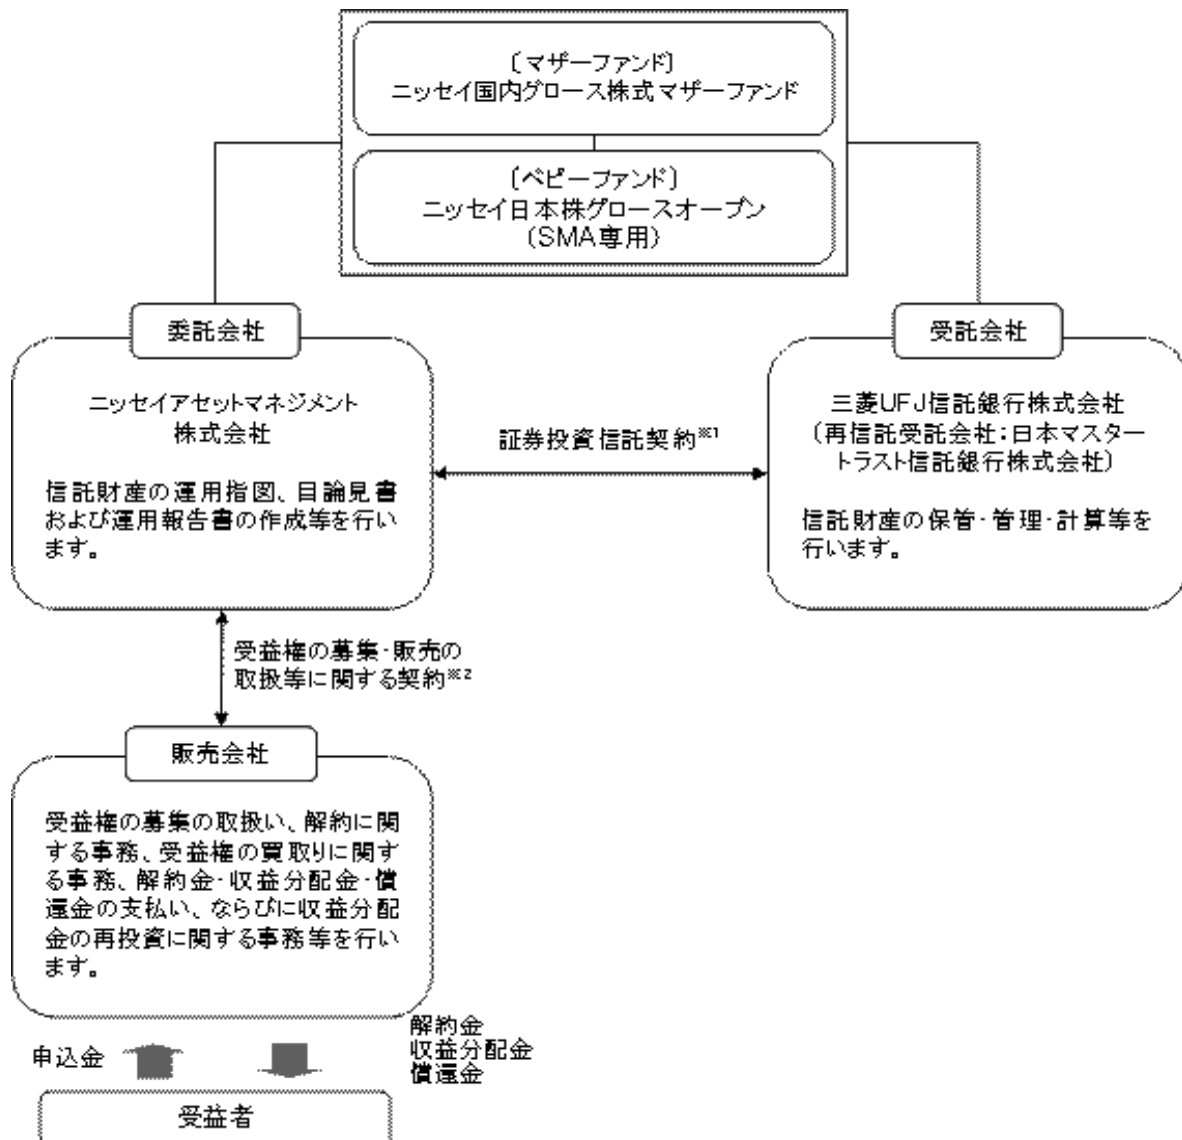 〔マザーファンド〕
ニッセイ国内グロース株式マザーファンド
〔ベビーファンド〕
ニッセイ日本株グロースオープン
（SMA専用）
委託会社
ニッセイアセットマネジメント
株式会社
信託財産の運用指図、目論見書
および運用報告書の作成等を行い
ます。
証券投資信託契約※1
受託会社
三菱UFJ信託銀行株式会社
（再信託受託会社：日本マスター
トラスト信託銀行株式会社）
信託財産の保管・管理・計算等を
行います。
受益権の募集・販売の
取扱等に関する契約※2
販売会社
受益権の募集の取扱い、解約に関
する事務、受益権の買取りに関す
る事務、解約金・収益分配金・償
還金の支払い、ならびに収益分配
金の再投資に関する事務等を行い
ます。
申込金
解約金
収益分配金
償還金
受益者